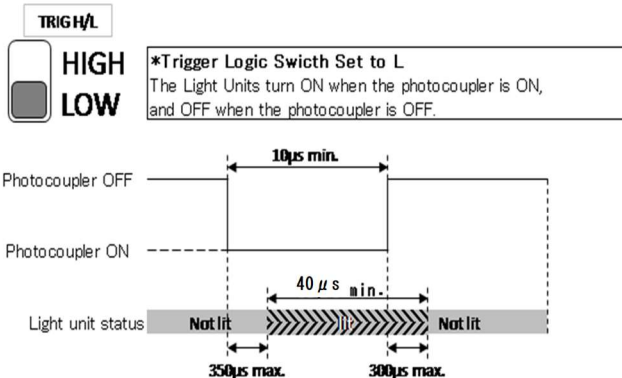 TRIG H/L
HIGH
LOW
*Trigger Logic Swicth Set to L
The Light Units turn ON when the photocoupler is ON,
and OFF when the photocoupler is OFF.
10μs min.
Photocoupler OFF
Photocoupler ON
40μs min.
Light unit status Not lit lit Not lit
350μs max. 300μs max.